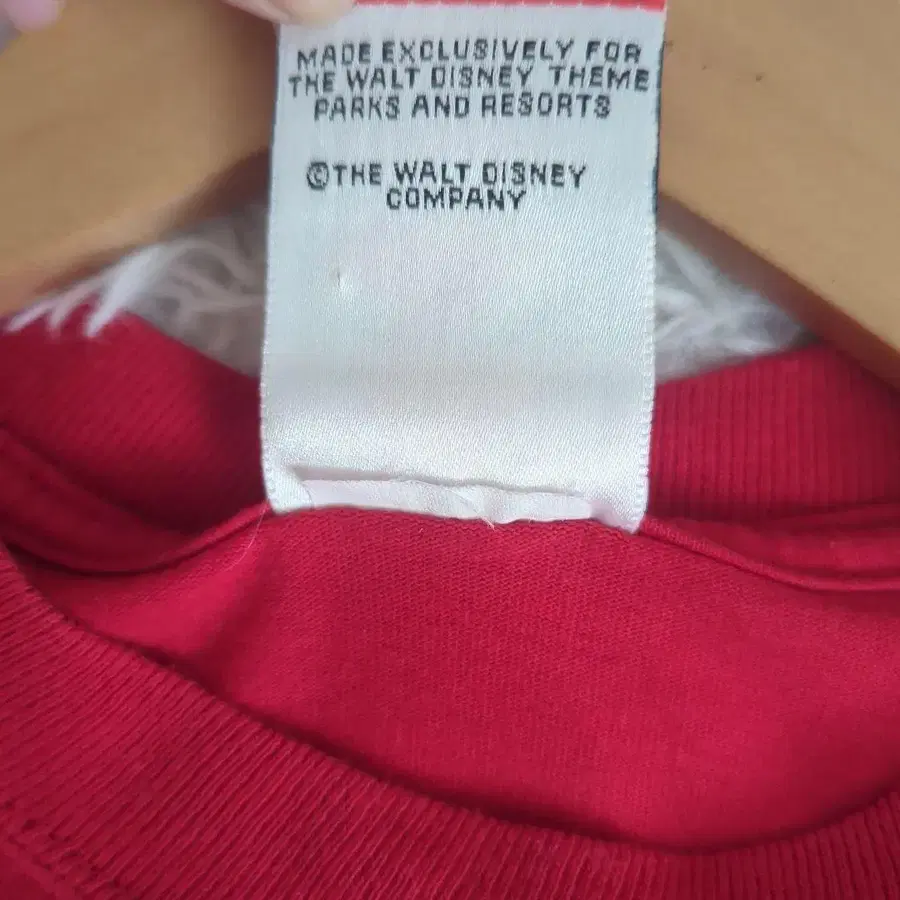 MADE EXCLUSIVELY FOR
THE WALT DISNEY THEME
PARKS AND RESORTS
©THE WALT DISNEY
COMPANY